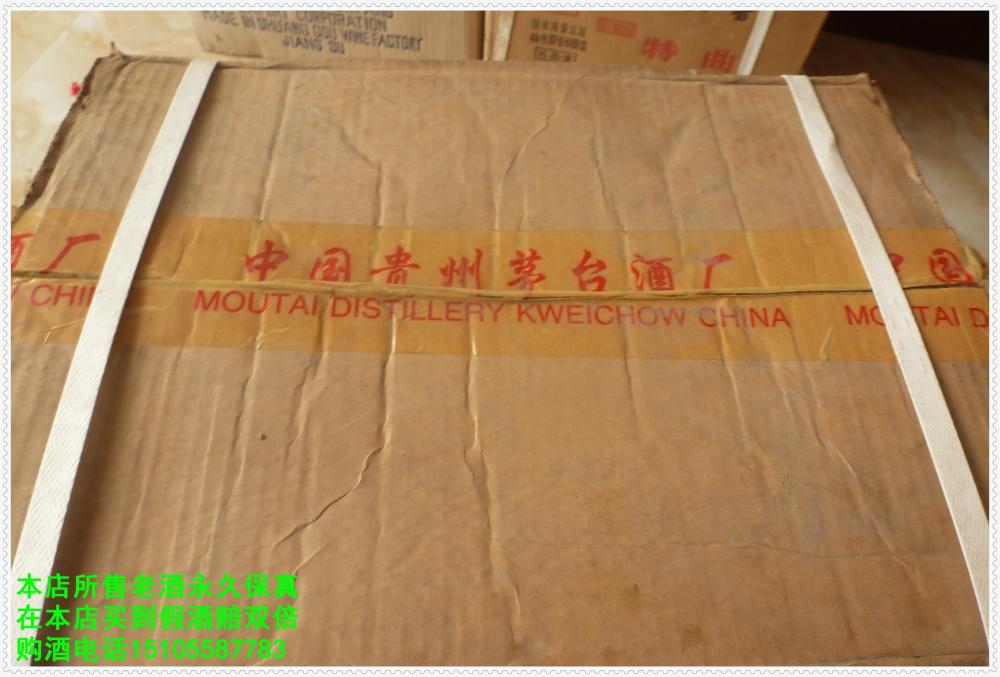 CORPORATION
MADE IN SHUANG GOU WINE FACTORY
JIANG SU
特曲
酒厂 中国贵州茅台酒厂 中国
CHI MOUTAI DISTILLERY KWEICHOW CHINA MOUTAI D
本店所售老酒永久保真
在本店买到假酒赔双倍
购酒电话15105587783